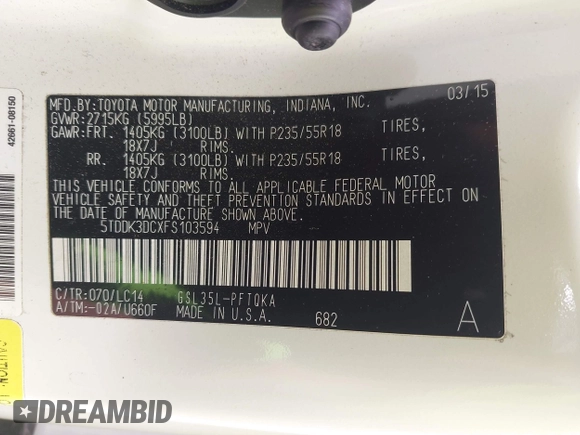 MFD.BY:TOYOTA MOTOR MANUFACTURING, INDIANA, INC. 03/15
GVWR:2715KG (5995LB)
GAWR:FRT. 1405KG (3100LB) WITH P235/55R18 TIRES,
18X7J RIMS.
RR. 1405KG (3100LB) WITH P235/55R18 TIRES,
18X7J RIMS.
THIS VEHICLE CONFORMS TO ALL APPLICABLE FEDERAL MOTOR
VEHICLE SAFETY AND THEFT PREVENTION STANDARDS IN EFFECT ON
THE DATE OF MANUFACTURE SHOWN ABOVE.
5TDDK3DCXFS103594 MPV
C/TR:070/LC14 GSL35L-PFTQKA
A/TM:-02A/U660F MADE IN U.S.A. 682 A
42661-08150
DREAMBID